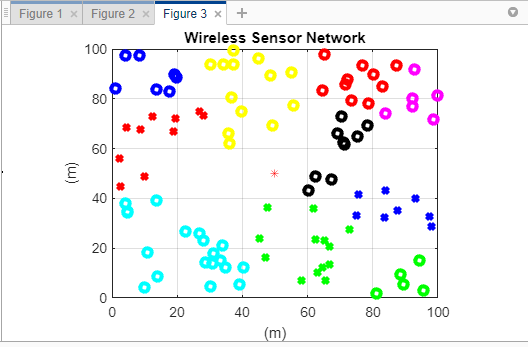 Figure 1 × Figure 2 × Figure 3 × +
Wireless Sensor Network
100
80
60
40
20
0
(m)
0 20 40 60 80 100
(m)